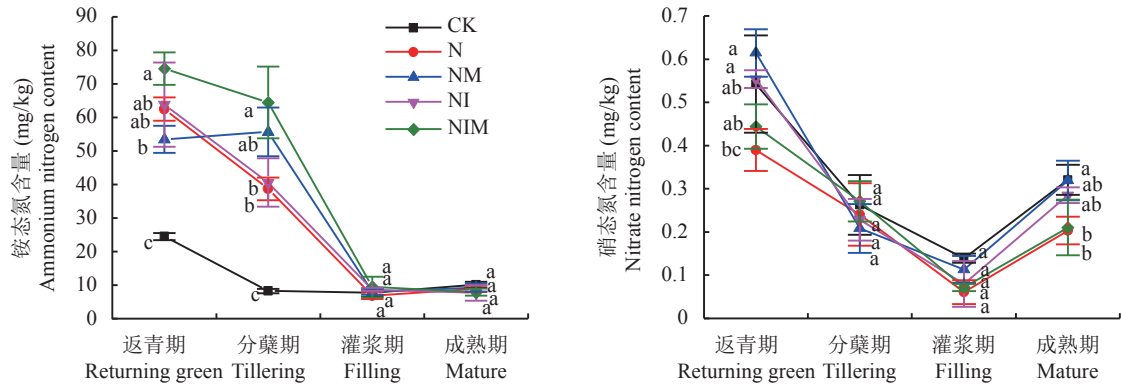 铵态氮含量 (mg/kg)
Ammonium nitrogen content
90
80
70
60
50
40
30
20
10
0
CK
N
NM
NI
NIM
a
ab
ab
b
c
a
ab
b
b
c
a
a
a
a
a
a
a
返青期
分蘖期
灌浆期
成熟期
Returning green
Tillering
Filling
Mature
硝态氮含量 (mg/kg)
Nitrate nitrogen content
0.7
0.6
0.5
0.4
0.3
0.2
0.1
0
a
a
ab
bc
a
a
a
a
a
a
a
a
a
a
a
ab
ab
b
b
返青期
分蘖期
灌浆期
成熟期
Returning green
Tillering
Filling
Mature